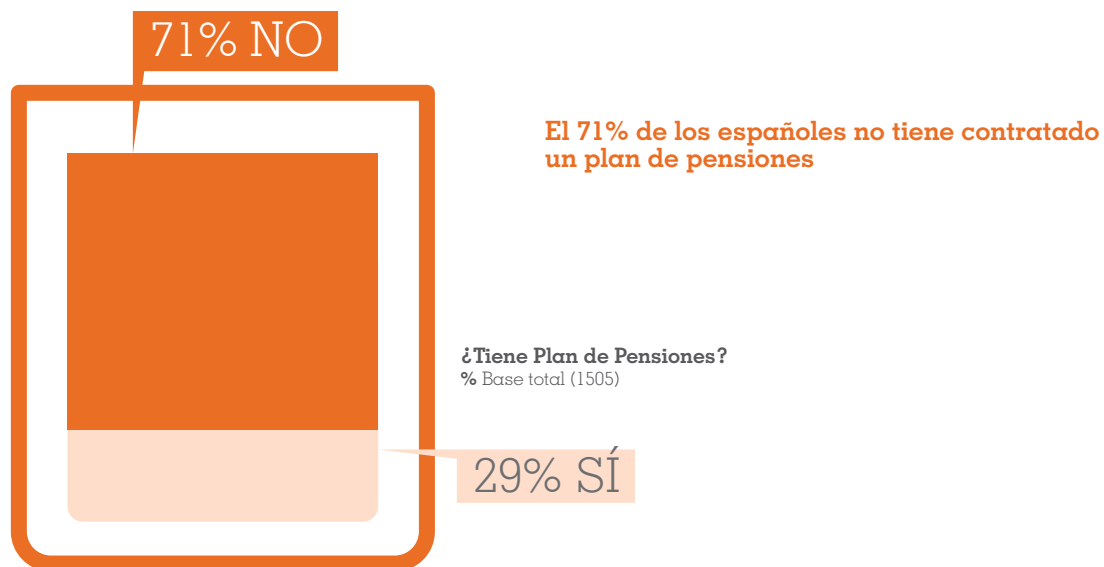 71% NO
El 71% de los españoles no tiene contratado
un plan de pensiones
¿Tiene Plan de Pensiones?
% Base total (1505)
29% SÍ